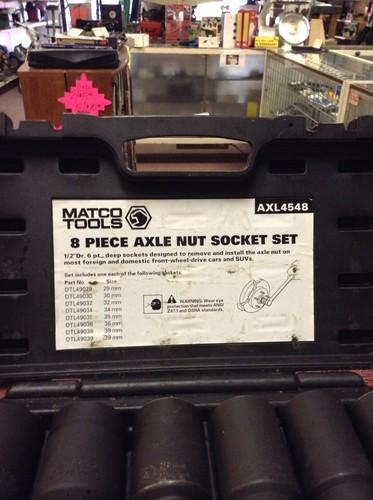 MATCO
TOOLS
AXL4548
8 PIECE AXLE NUT SOCKET SET
1/2"Dr. 6 pt., deep sockets designed to remove and install the axle nut on
most foreign and domestic front-wheel-drive cars and SUVs.
Set includes one each of the following sockets
Part No. Size
DTL49029 29 mm
DTL49030 30 mm
DTL49032 32 mm
DTL49034 34 mm
DTL49035 35 mm
DTL49036 36 mm
DTL49038 38 mm
DTL49039 39 mm
WARNING: Wear eye
protection that meets ANSI
Z87.1 and OSHA standards.